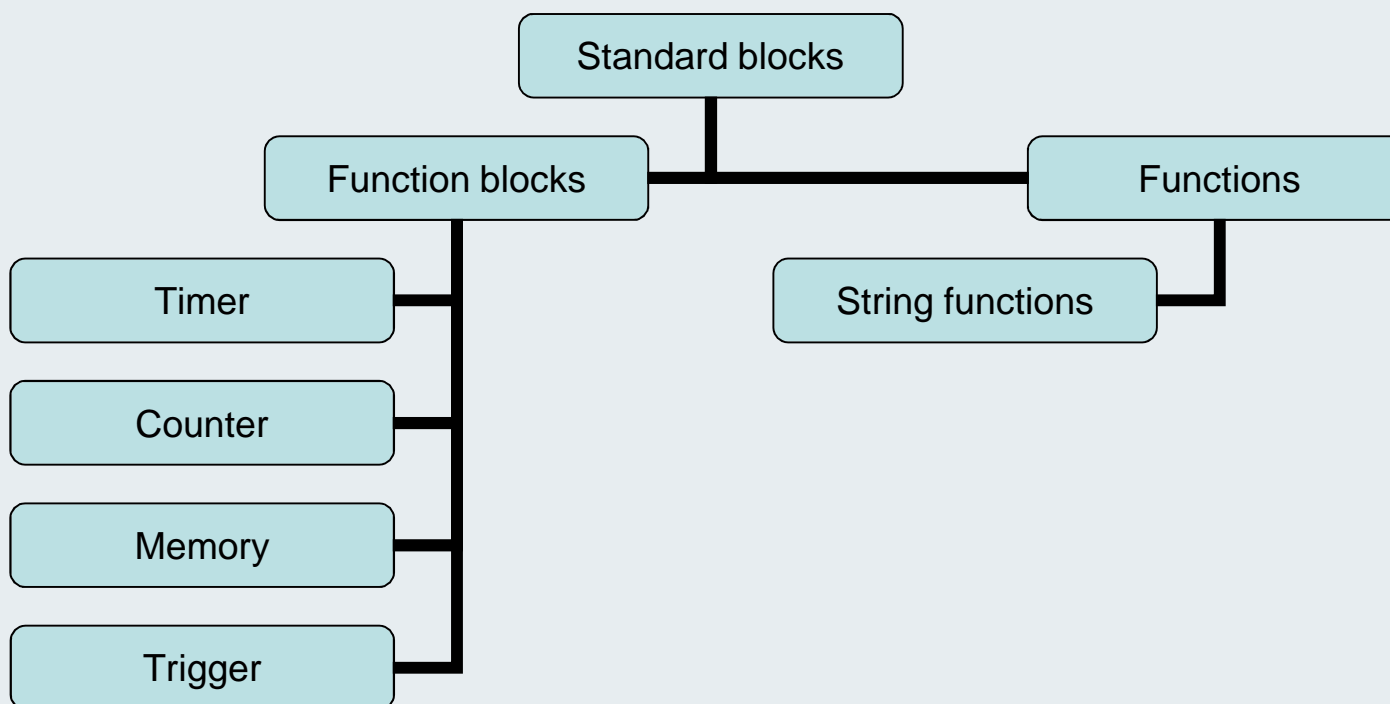 Standard blocks
Function blocks
Functions
Timer
String functions
Counter
Memory
Trigger